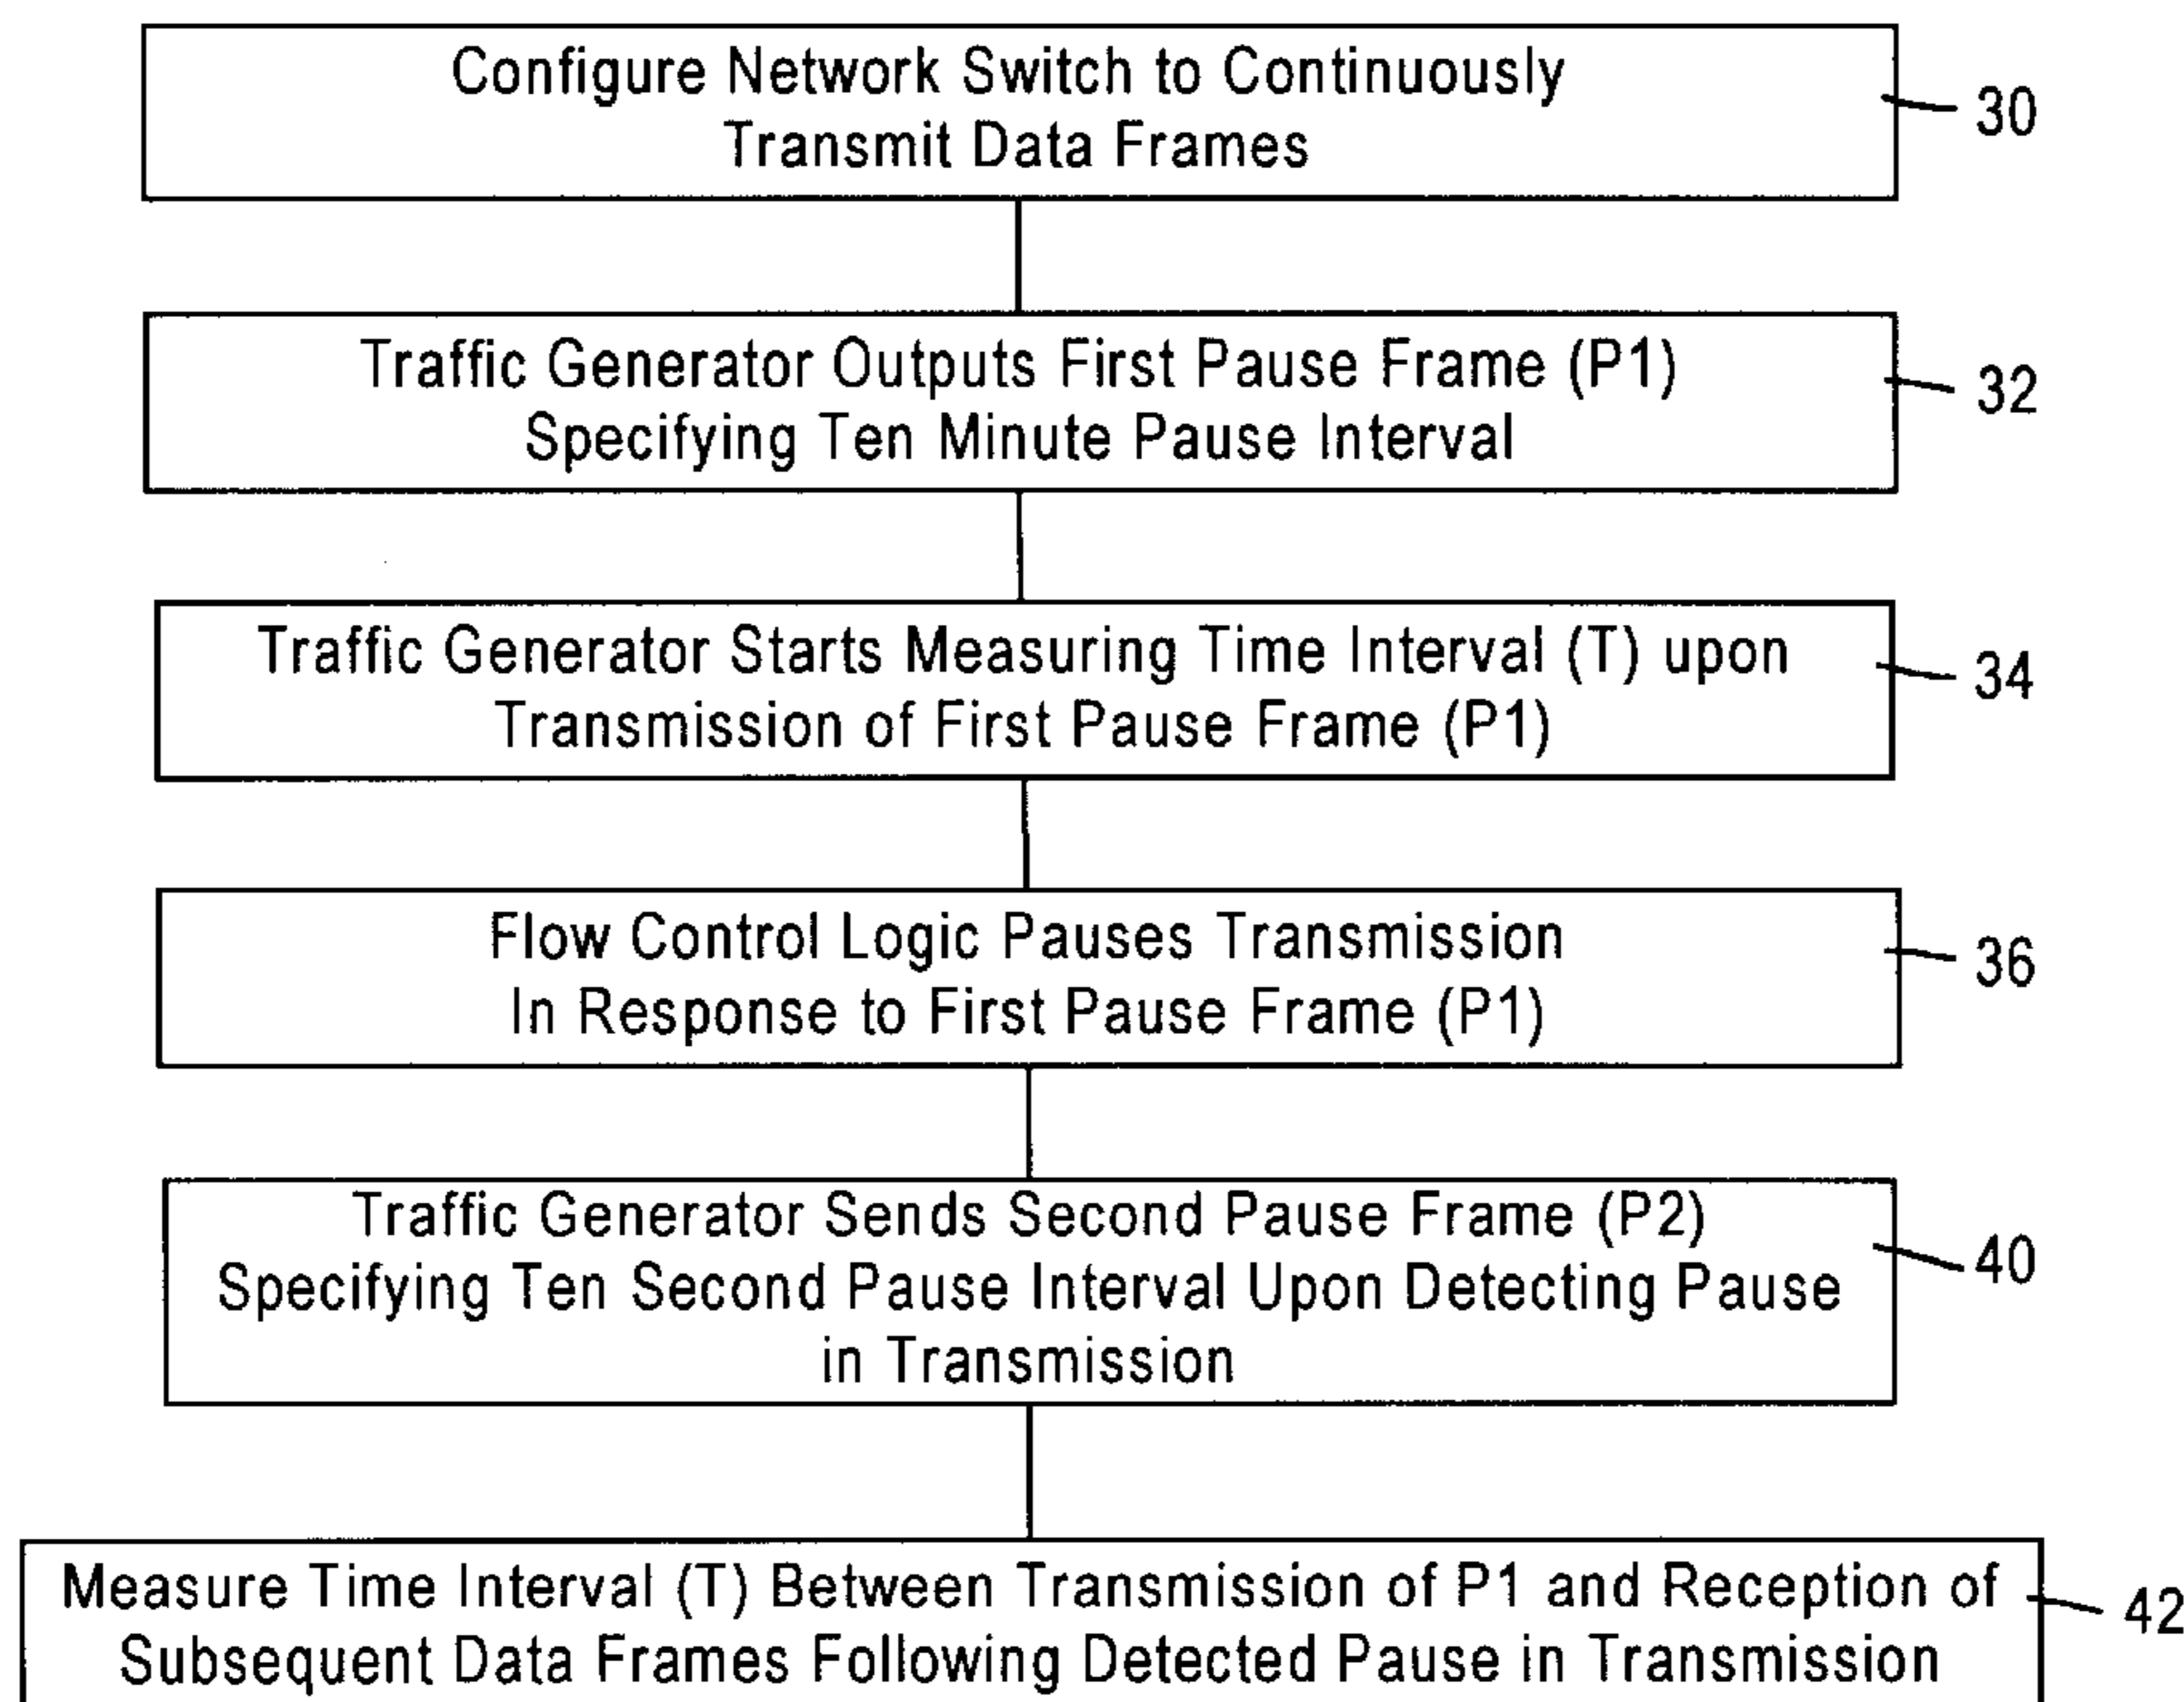 Configure Network Switch to Continuously
Transmit Data Frames
30
Traffic Generator Outputs First Pause Frame (P1)
Specifying Ten Minute Pause Interval
32
Traffic Generator Starts Measuring Time Interval (T) upon
Transmission of First Pause Frame (P1)
34
Flow Control Logic Pauses Transmission
In Response to First Pause Frame (P1)
36
Traffic Generator Sends Second Pause Frame (P2)
Specifying Ten Second Pause Interval Upon Detecting Pause
in Transmission
40
Measure Time Interval (T) Between Transmission of P1 and Reception of
Subsequent Data Frames Following Detected Pause in Transmission
42